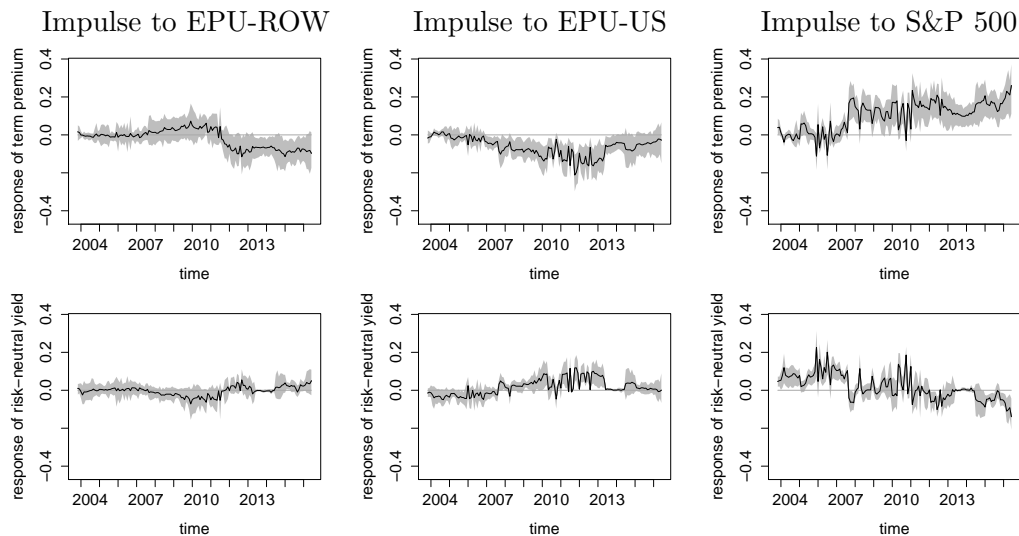 Impulse to EPU-ROW
Impulse to EPU-US
Impulse to S&P 500
response of term premium
0.4
0.2
0.0
−0.4
2004 2007 2010 2013
time
response of term premium
0.4
0.2
0.0
−0.4
2004 2007 2010 2013
time
response of term premium
0.4
0.2
0.0
−0.4
2004 2007 2010 2013
time
response of risk−neutral yield
0.4
0.2
0.0
−0.4
2004 2007 2010 2013
time
response of risk−neutral yield
0.4
0.2
0.0
−0.4
2004 2007 2010 2013
time
response of risk−neutral yield
0.4
0.2
0.0
−0.4
2004 2007 2010 2013
time